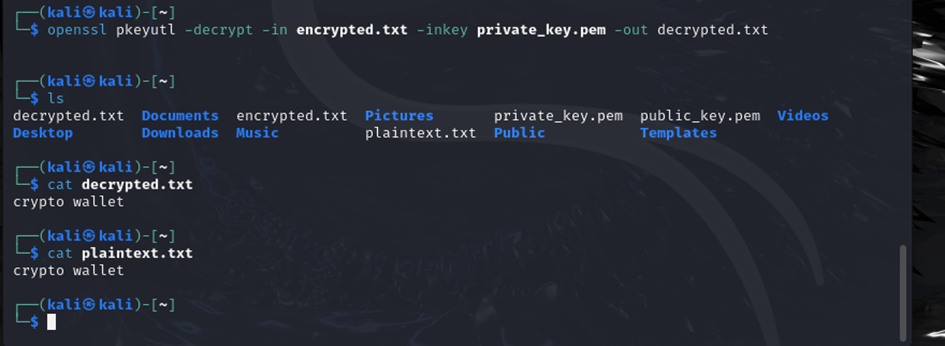 ┌──(kali㉿kali)-[~]
└─$ openssl pkeyutl -decrypt -in encrypted.txt -inkey private_key.pem -out decrypted.txt
┌──(kali㉿kali)-[~]
└─$ ls
decrypted.txt  Documents  encrypted.txt  Pictures  private_key.pem  public_key.pem  Videos
Desktop  Downloads  Music  plaintext.txt  Public  Templates
┌──(kali㉿kali)-[~]
└─$ cat decrypted.txt
crypto wallet
┌──(kali㉿kali)-[~]
└─$ cat plaintext.txt
crypto wallet
┌──(kali㉿kali)-[~]
└─$